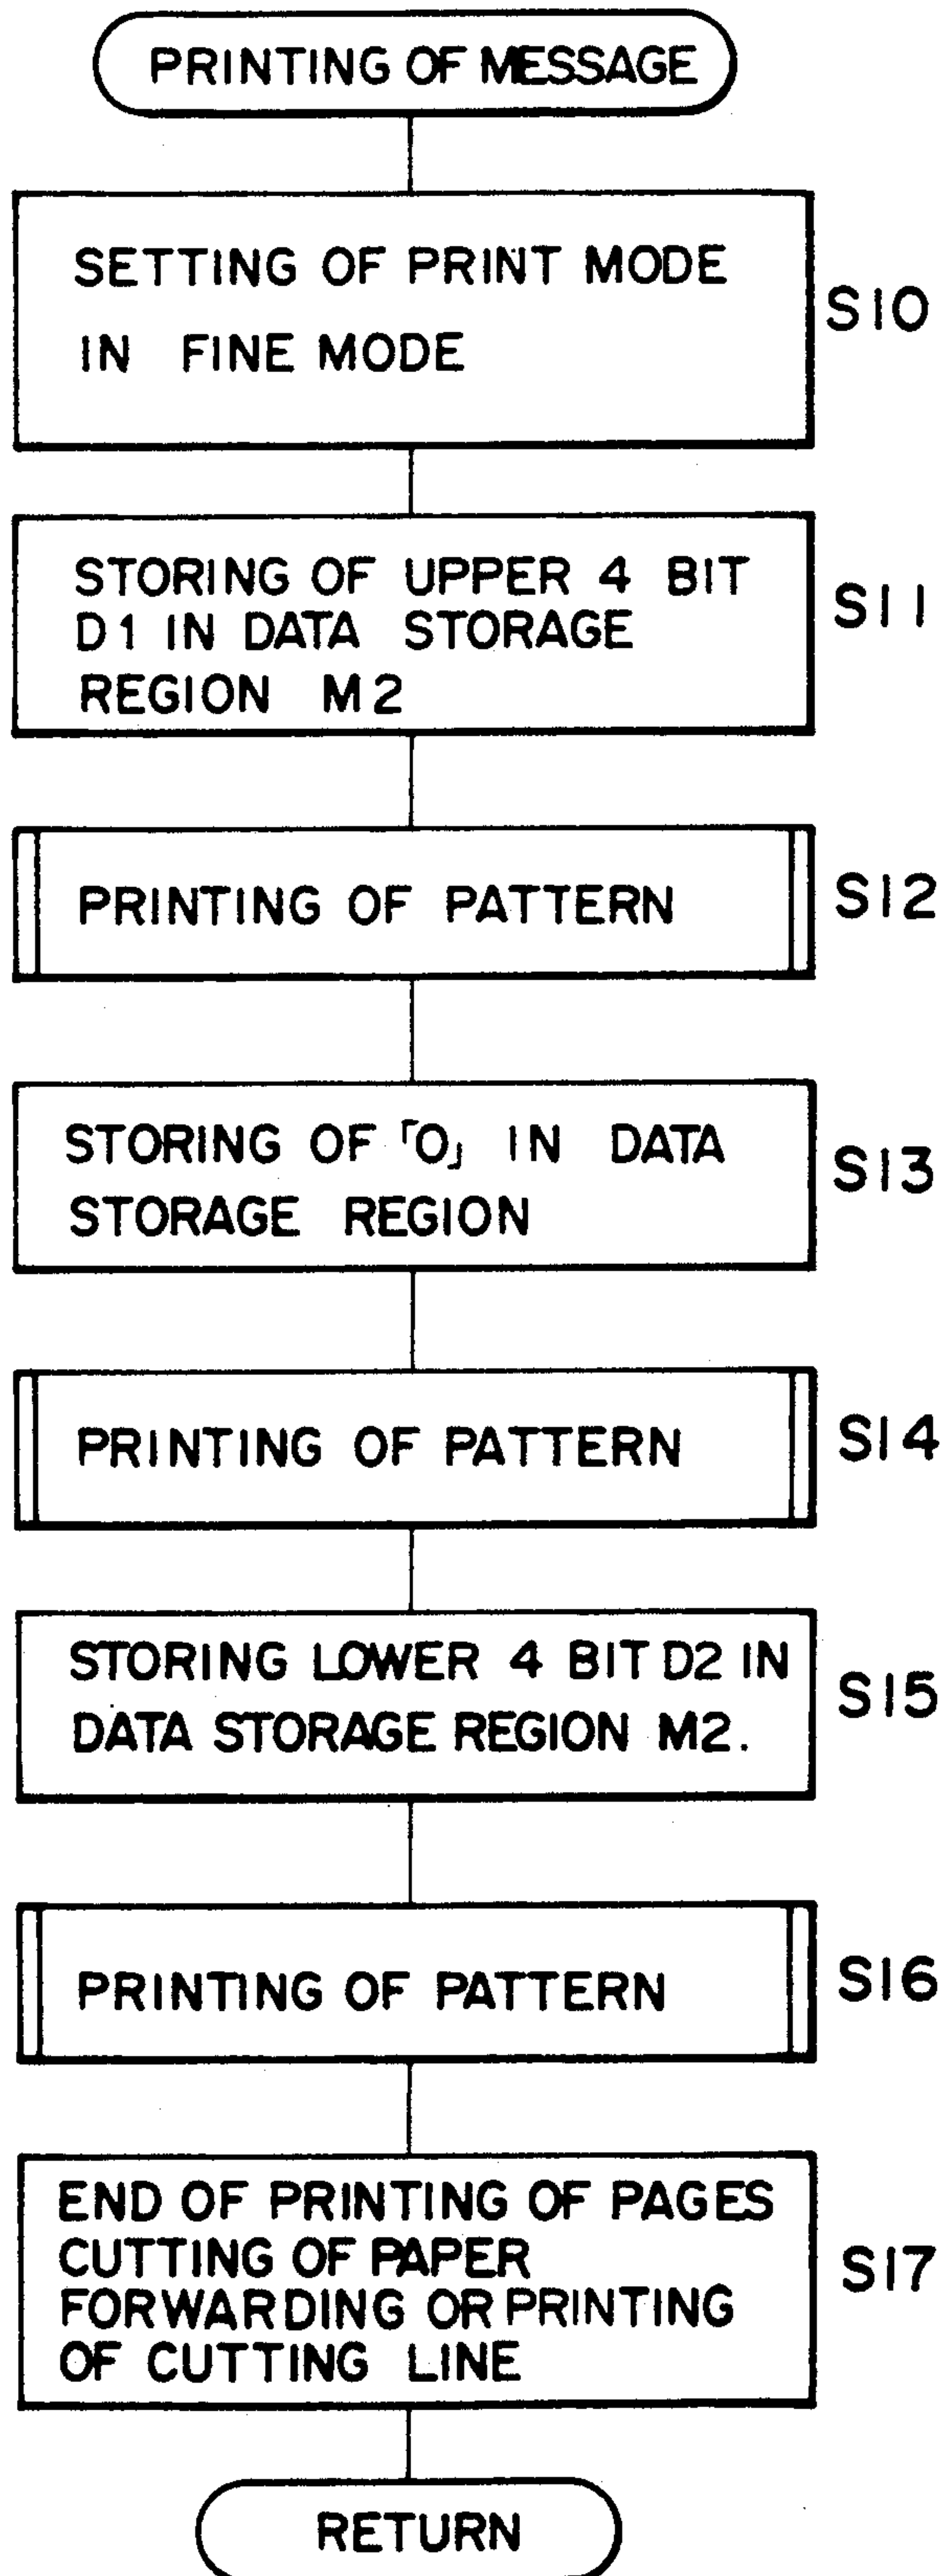 PRINTING OF MESSAGE
SETTING OF PRINT MODE
IN FINE MODE
S10
STORING OF UPPER 4 BIT
D1 IN DATA STORAGE
REGION M2
S11
PRINTING OF PATTERN
S12
STORING OF 「0」 IN DATA
STORAGE REGION
S13
PRINTING OF PATTERN
S14
STORING LOWER 4 BIT D2 IN
DATA STORAGE REGION M2.
S15
PRINTING OF PATTERN
S16
END OF PRINTING OF PAGES
CUTTING OF PAPER
FORWARDING OR PRINTING
OF CUTTING LINE
S17
RETURN